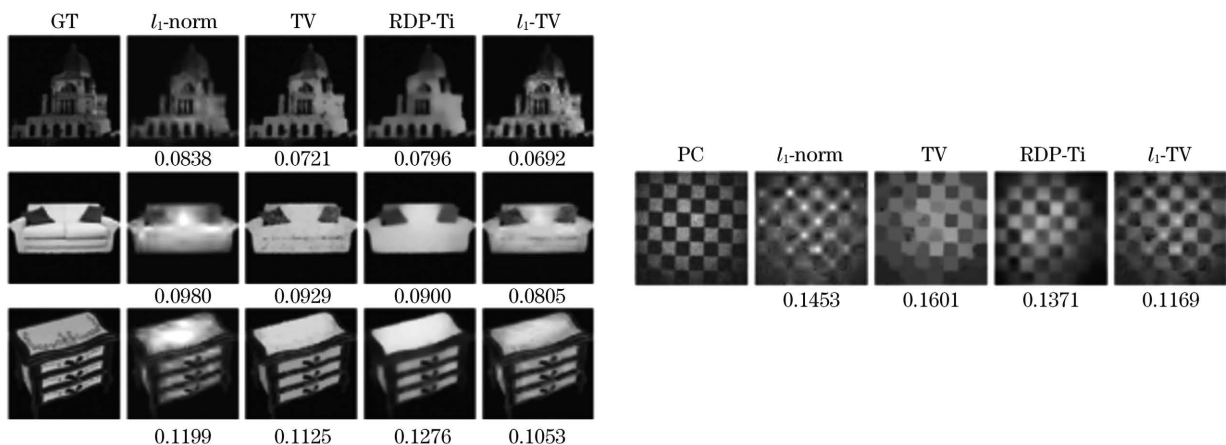 GT l₁-norm TV RDP-Ti l₁-TV
0.0838 0.0721 0.0796 0.0692
0.0980 0.0929 0.0900 0.0805
0.1199 0.1125 0.1276 0.1053
PC l₁-norm TV RDP-Ti l₁-TV
0.1453 0.1601 0.1371 0.1169